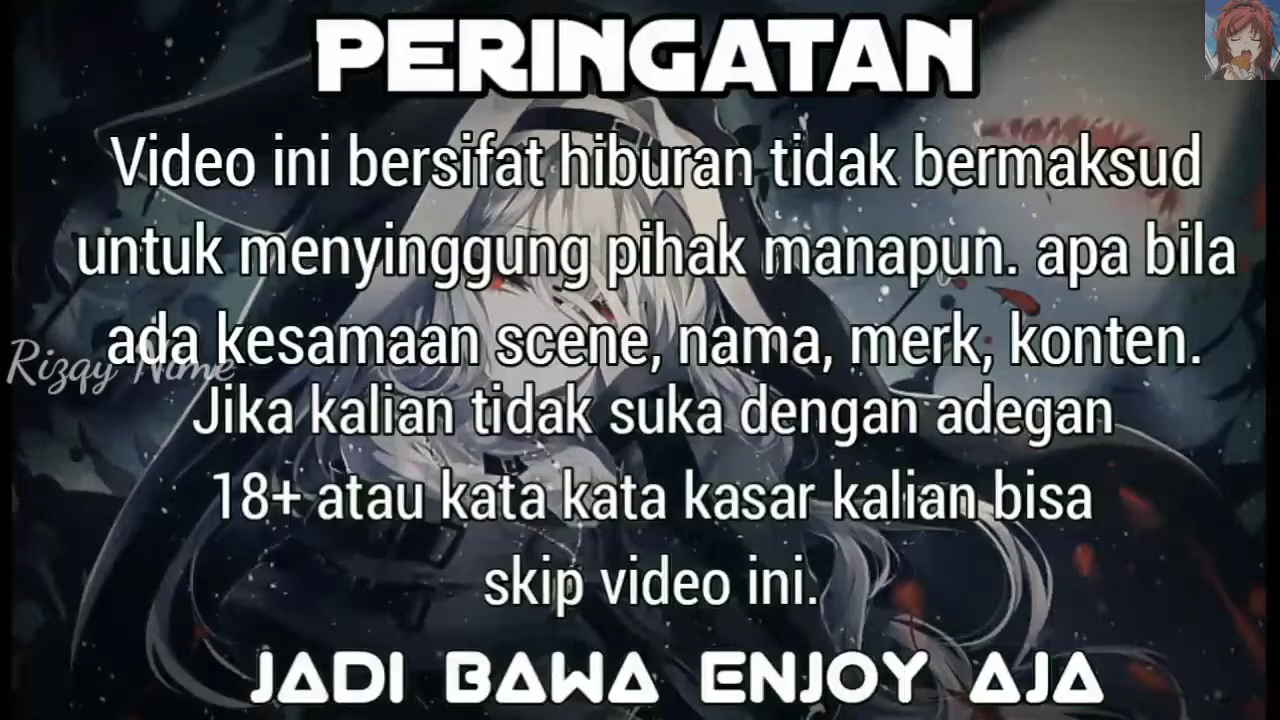 PERINGATAN
Video ini bersifat hiburan tidak bermaksud
untuk menyinggung pihak manapun. apa bila
ada kesamaan scene, nama, merk, konten.
Rizqy Nime
Jika kalian tidak suka dengan adegan
18+ atau kata kata kasar kalian bisa
skip video ini.
JADI BAWA ENJOY AJA